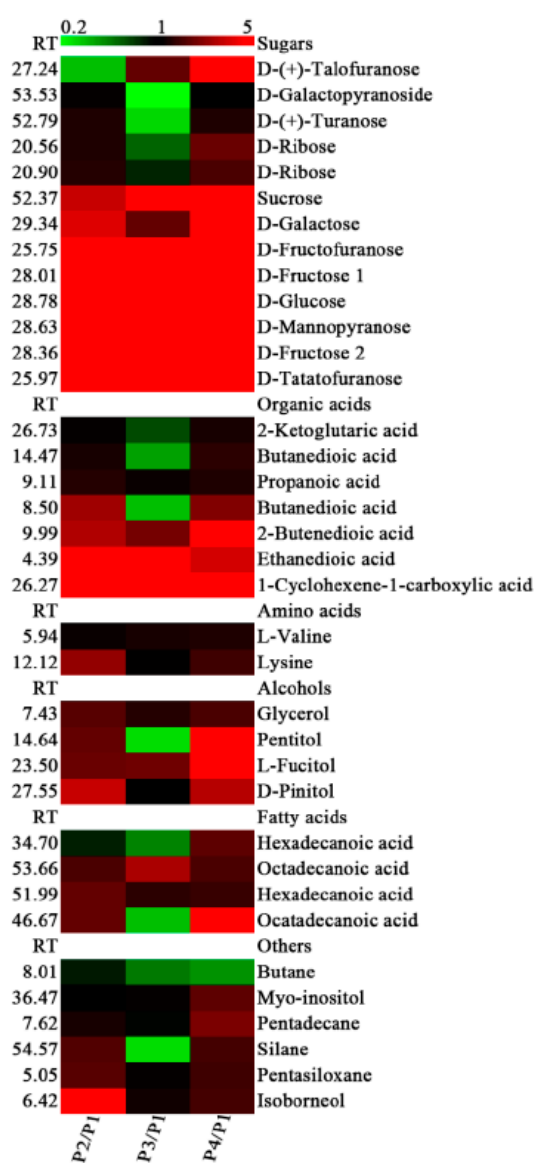 0.2 1 5
RT Sugars
27.24 D-(+)-Talofuranose
53.53 D-Galactopyranoside
52.79 D-(+)-Turanose
20.56 D-Ribose
20.90 D-Ribose
52.37 Sucrose
29.34 D-Galactose
25.75 D-Fructofuranose
28.01 D-Fructose 1
28.78 D-Glucose
28.63 D-Mannopyranose
28.36 D-Fructose 2
25.97 D-Tatatofuranose
RT Organic acids
26.73 2-Ketoglutaric acid
14.47 Butanedioic acid
9.11 Propanoic acid
8.50 Butanedioic acid
9.99 2-Butenedioic acid
4.39 Ethanedioic acid
26.27 1-Cyclohexene-1-carboxylic acid
RT Amino acids
5.94 L-Valine
12.12 Lysine
RT Alcohols
7.43 Glycerol
14.64 Pentitol
23.50 L-Fucitol
27.55 D-Pinitol
RT Fatty acids
34.70 Hexadecanoic acid
53.66 Octadecanoic acid
51.99 Hexadecanoic acid
46.67 Ocatadecanoic acid
RT Others
8.01 Butane
36.47 Myo-inositol
7.62 Pentadecane
54.57 Silane
5.05 Pentasiloxane
6.42 Isoborneol
P2/P1 P3/P1 P4/P1